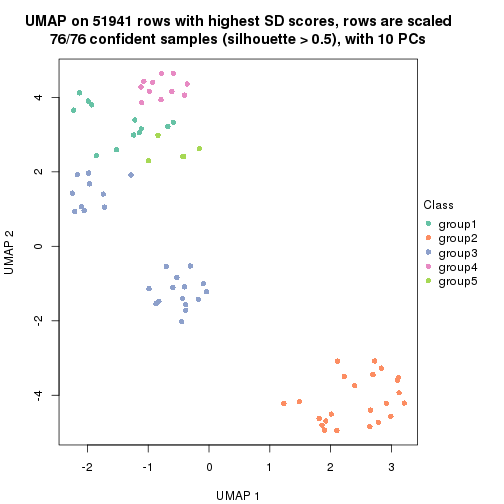 UMAP on 51941 rows with highest SD scores, rows are scaled
76/76 confident samples (silhouette > 0.5), with 10 PCs
4
2
0
-2
-4
UMAP 2
-2
-1
0
1
2
3
UMAP 1
Class
group1
group2
group3
group4
group5